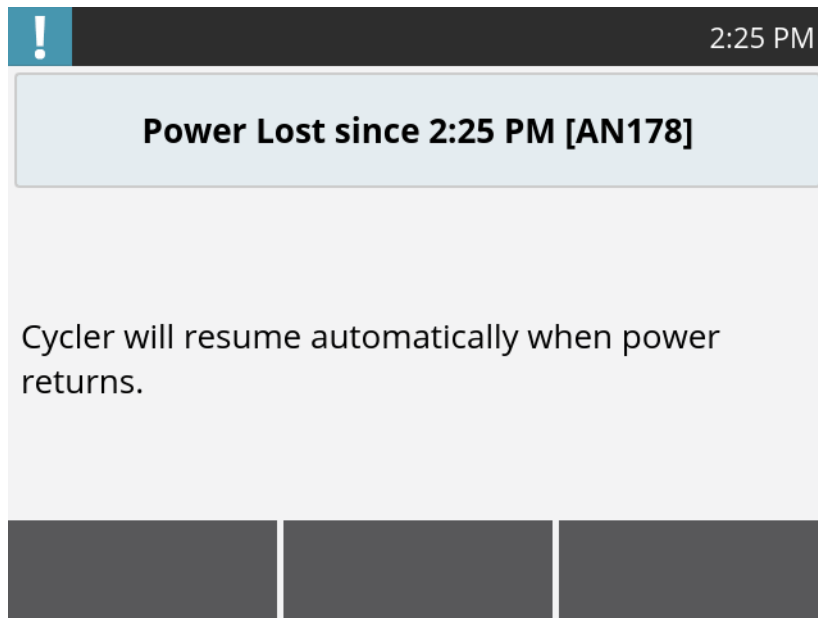 !
2:25 PM
Power Lost since 2:25 PM [AN178]
Cycler will resume automatically when power
returns.